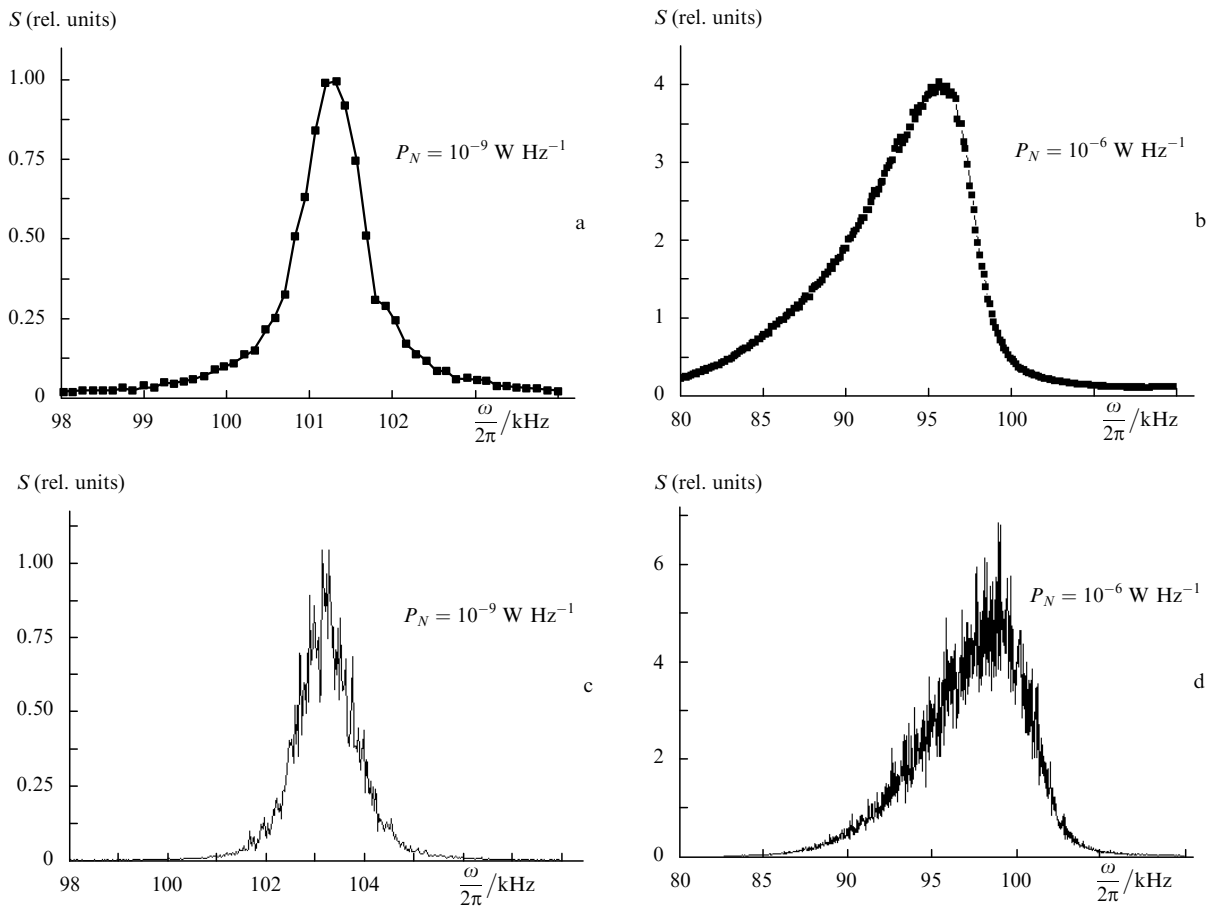 S (rel. units)
1.00
0.75
0.50
0.25
0
P_N = 10⁻⁹ W Hz⁻¹
a
98 99 100 101 102 ω/2π /kHz
S (rel. units)
4
3
2
1
0
P_N = 10⁻⁶ W Hz⁻¹
b
80 85 90 95 100 ω/2π /kHz
S (rel. units)
1.00
0.75
0.50
0.25
0
P_N = 10⁻⁹ W Hz⁻¹
c
98 100 102 104 ω/2π /kHz
S (rel. units)
6
4
2
0
P_N = 10⁻⁶ W Hz⁻¹
d
80 85 90 95 100 ω/2π /kHz